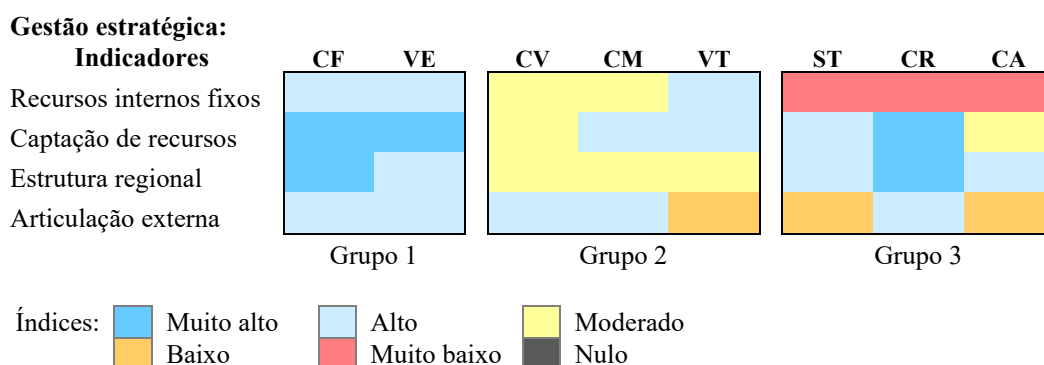 Gestão estratégica:
Indicadores CF VE CV CM VT ST CR CA
Recursos internos fixos
Captação de recursos
Estrutura regional
Articulação externa
Grupo 1 Grupo 2 Grupo 3
Índices: Muito alto Alto Moderado
Baixo Muito baixo Nulo